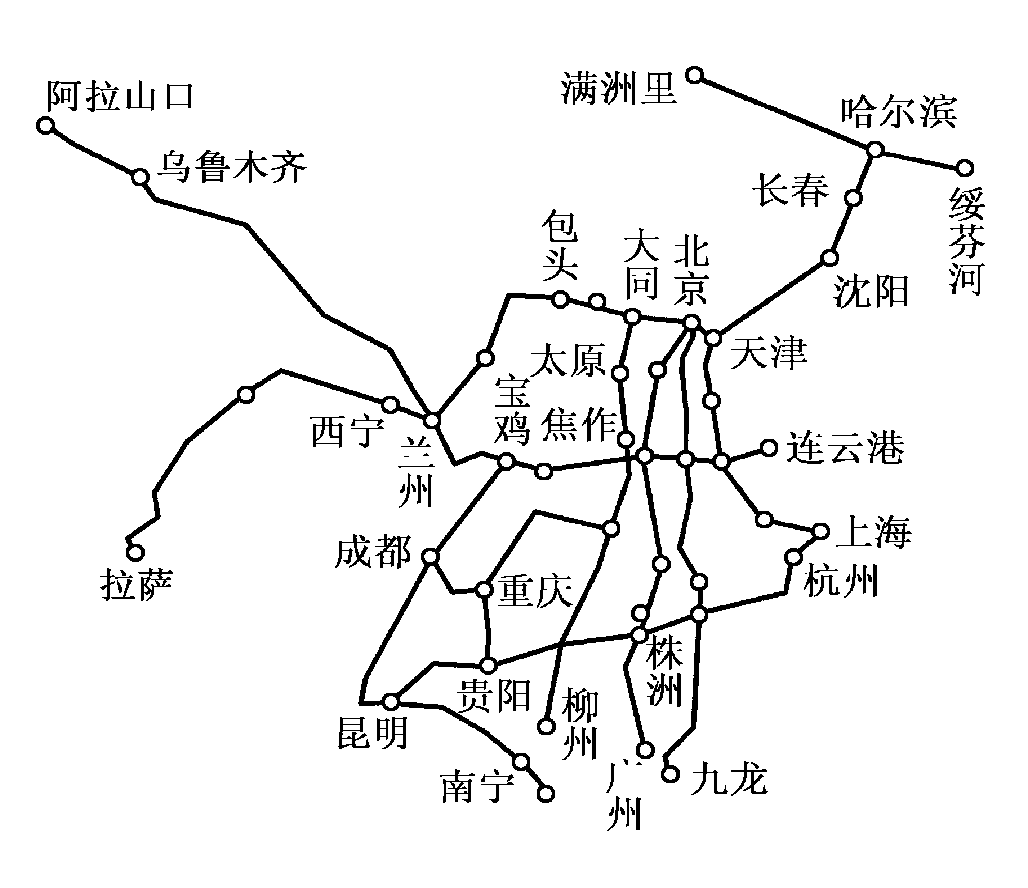 阿拉山口
满洲里
哈尔滨
乌鲁木齐
长春
绥芬河
包头
大同
北京
沈阳
天津
太原
宝鸡
焦作
西宁
兰州
连云港
上海
成都
杭州
拉萨
重庆
株洲
贵阳
柳州
昆明
南宁
广州
九龙